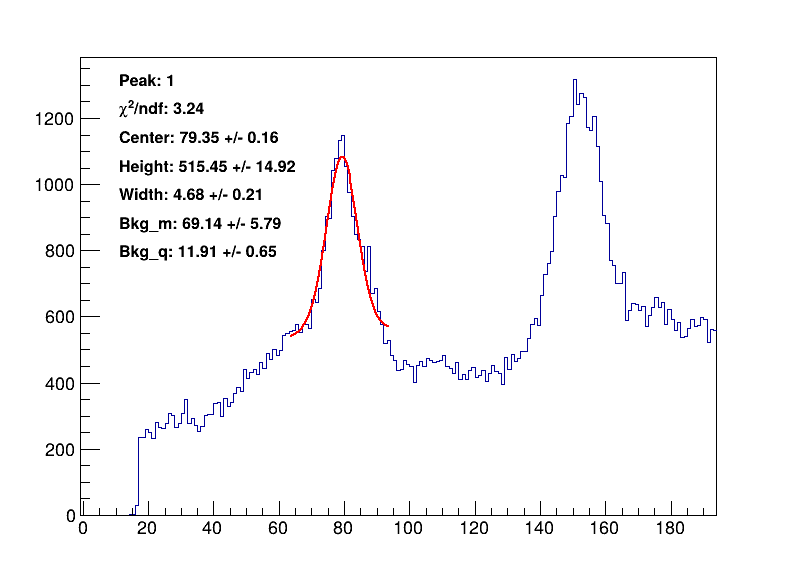 Peak: 1
χ²/ndf: 3.24
Center: 79.35 +/- 0.16
Height: 515.45 +/- 14.92
Width: 4.68 +/- 0.21
Bkg_m: 69.14 +/- 5.79
Bkg_q: 11.91 +/- 0.65
1200
1000
800
600
400
200
0
0 20 40 60 80 100 120 140 160 180